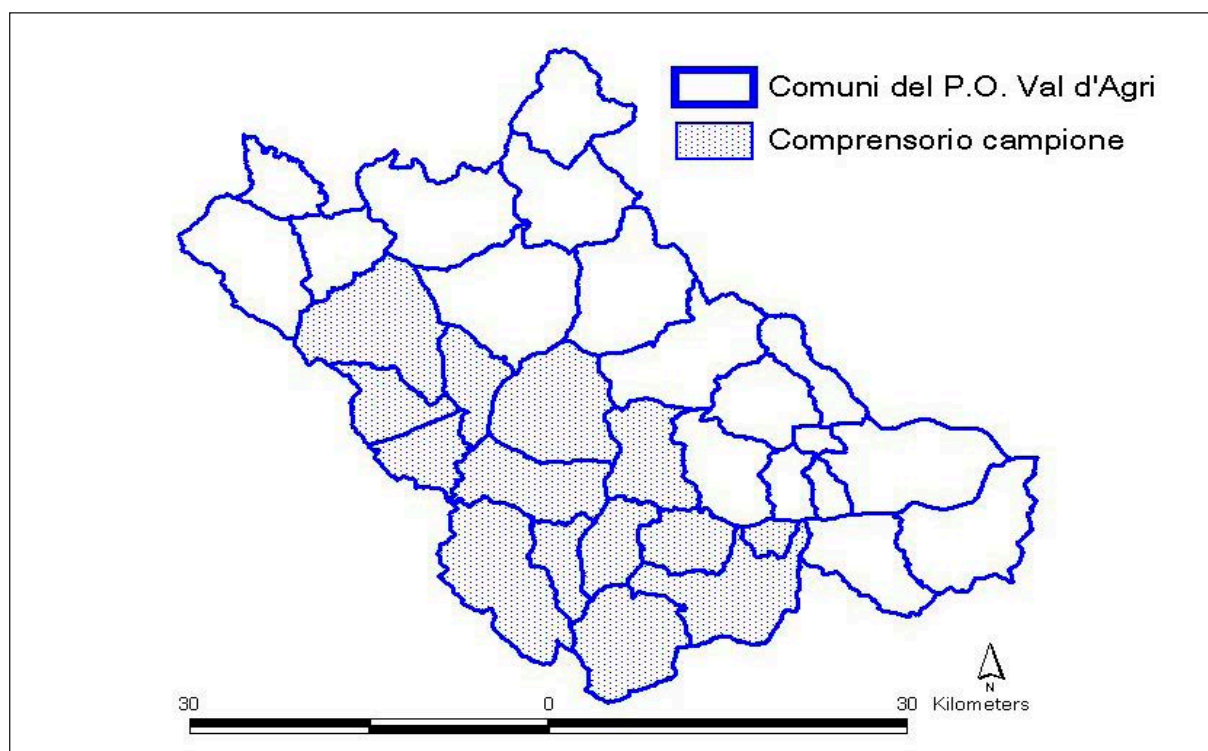 Comuni del P.O. Val d'Agri
Comprensorio campione
N
30 0 30 Kilometers